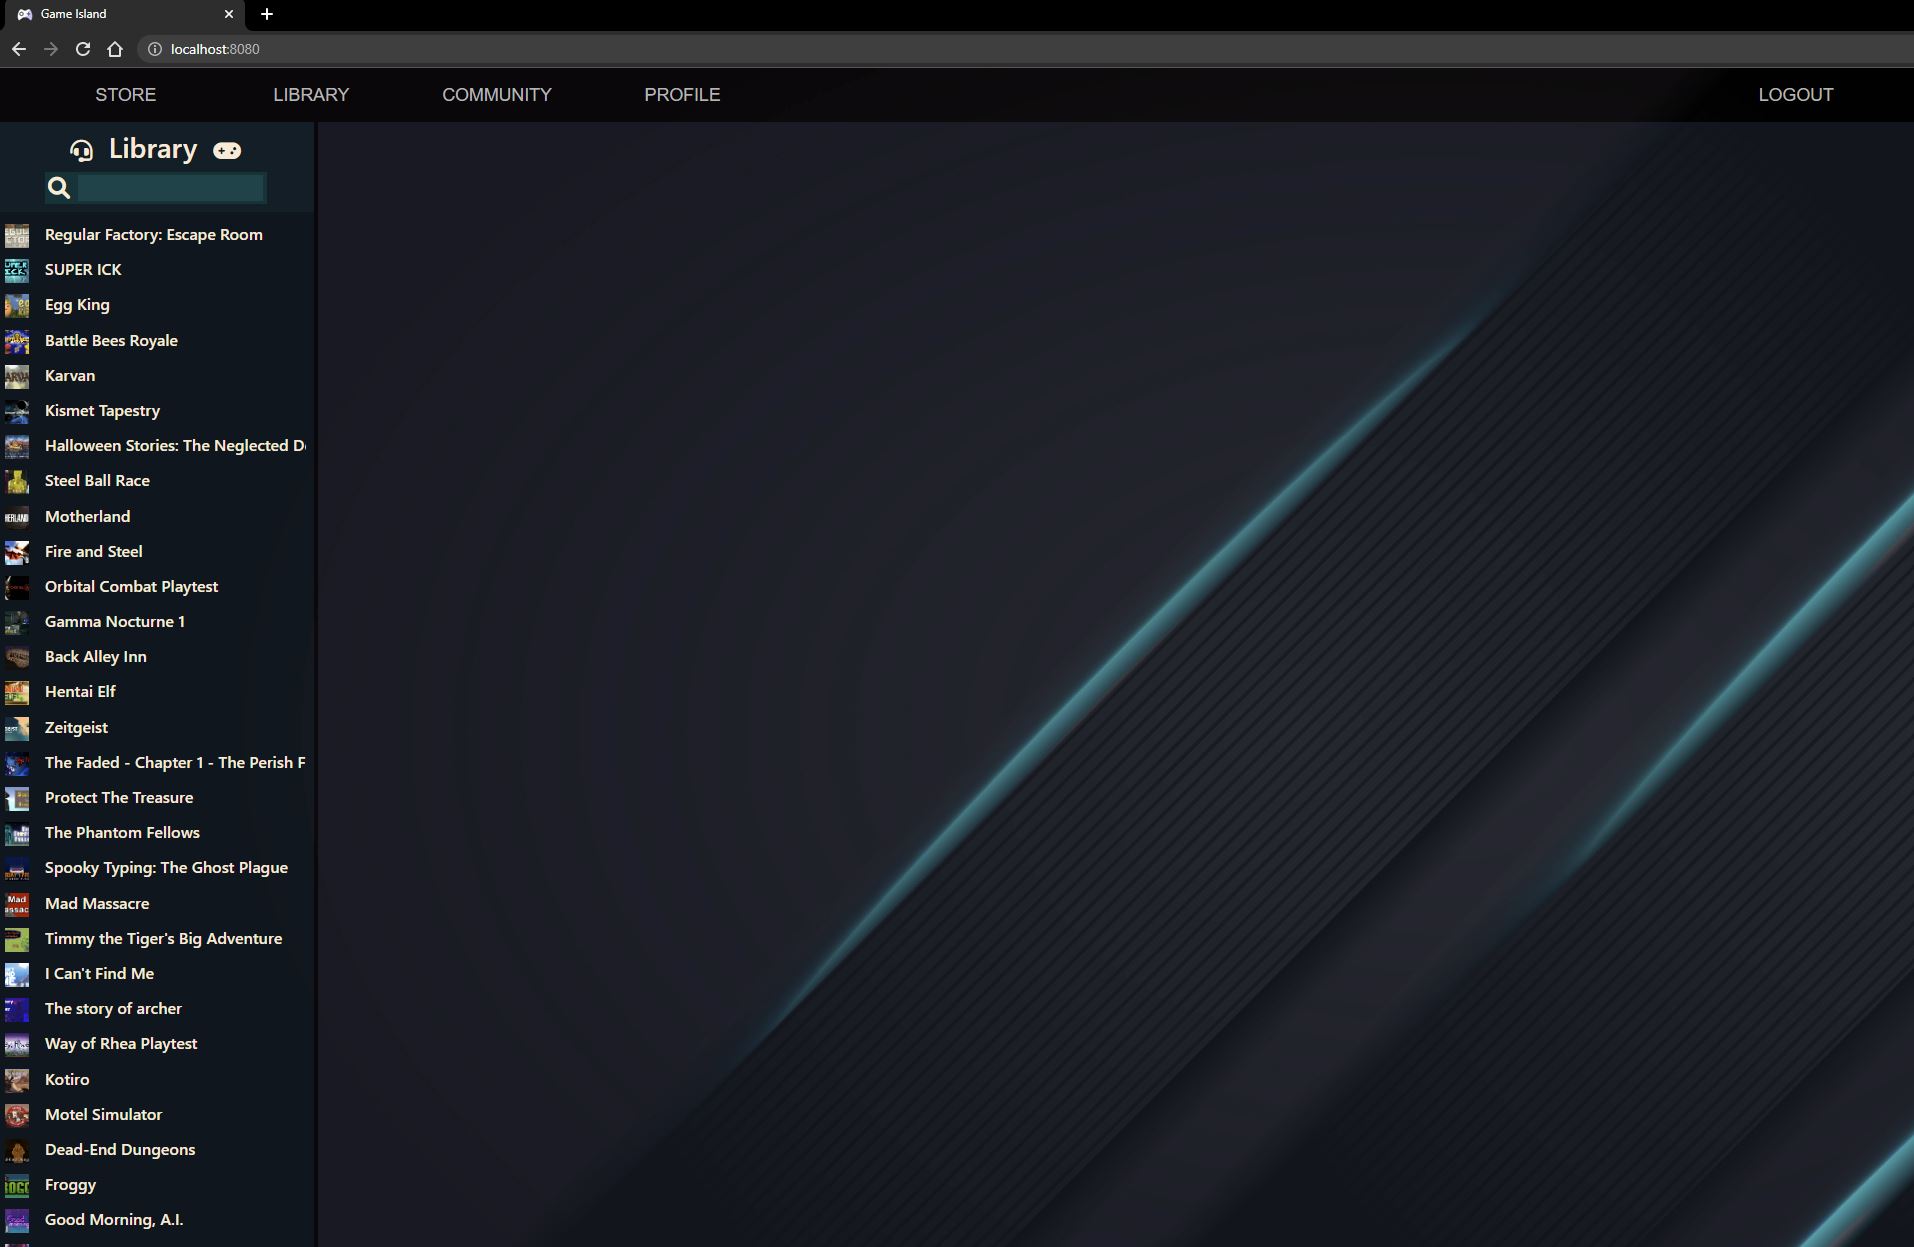 Game Island
localhost:8080
STORE LIBRARY COMMUNITY PROFILE LOGOUT
Library
Regular Factory: Escape Room
SUPER ICK
Egg King
Battle Bees Royale
Karvan
Kismet Tapestry
Halloween Stories: The Neglected D
Steel Ball Race
Motherland
Fire and Steel
Orbital Combat Playtest
Gamma Nocturne 1
Back Alley Inn
Hentai Elf
Zeitgeist
The Faded - Chapter 1 - The Perish F
Protect The Treasure
The Phantom Fellows
Spooky Typing: The Ghost Plague
Mad Massacre
Timmy the Tiger's Big Adventure
I Can't Find Me
The story of archer
Way of Rhea Playtest
Kotiro
Motel Simulator
Dead-End Dungeons
Froggy
Good Morning, A.I.